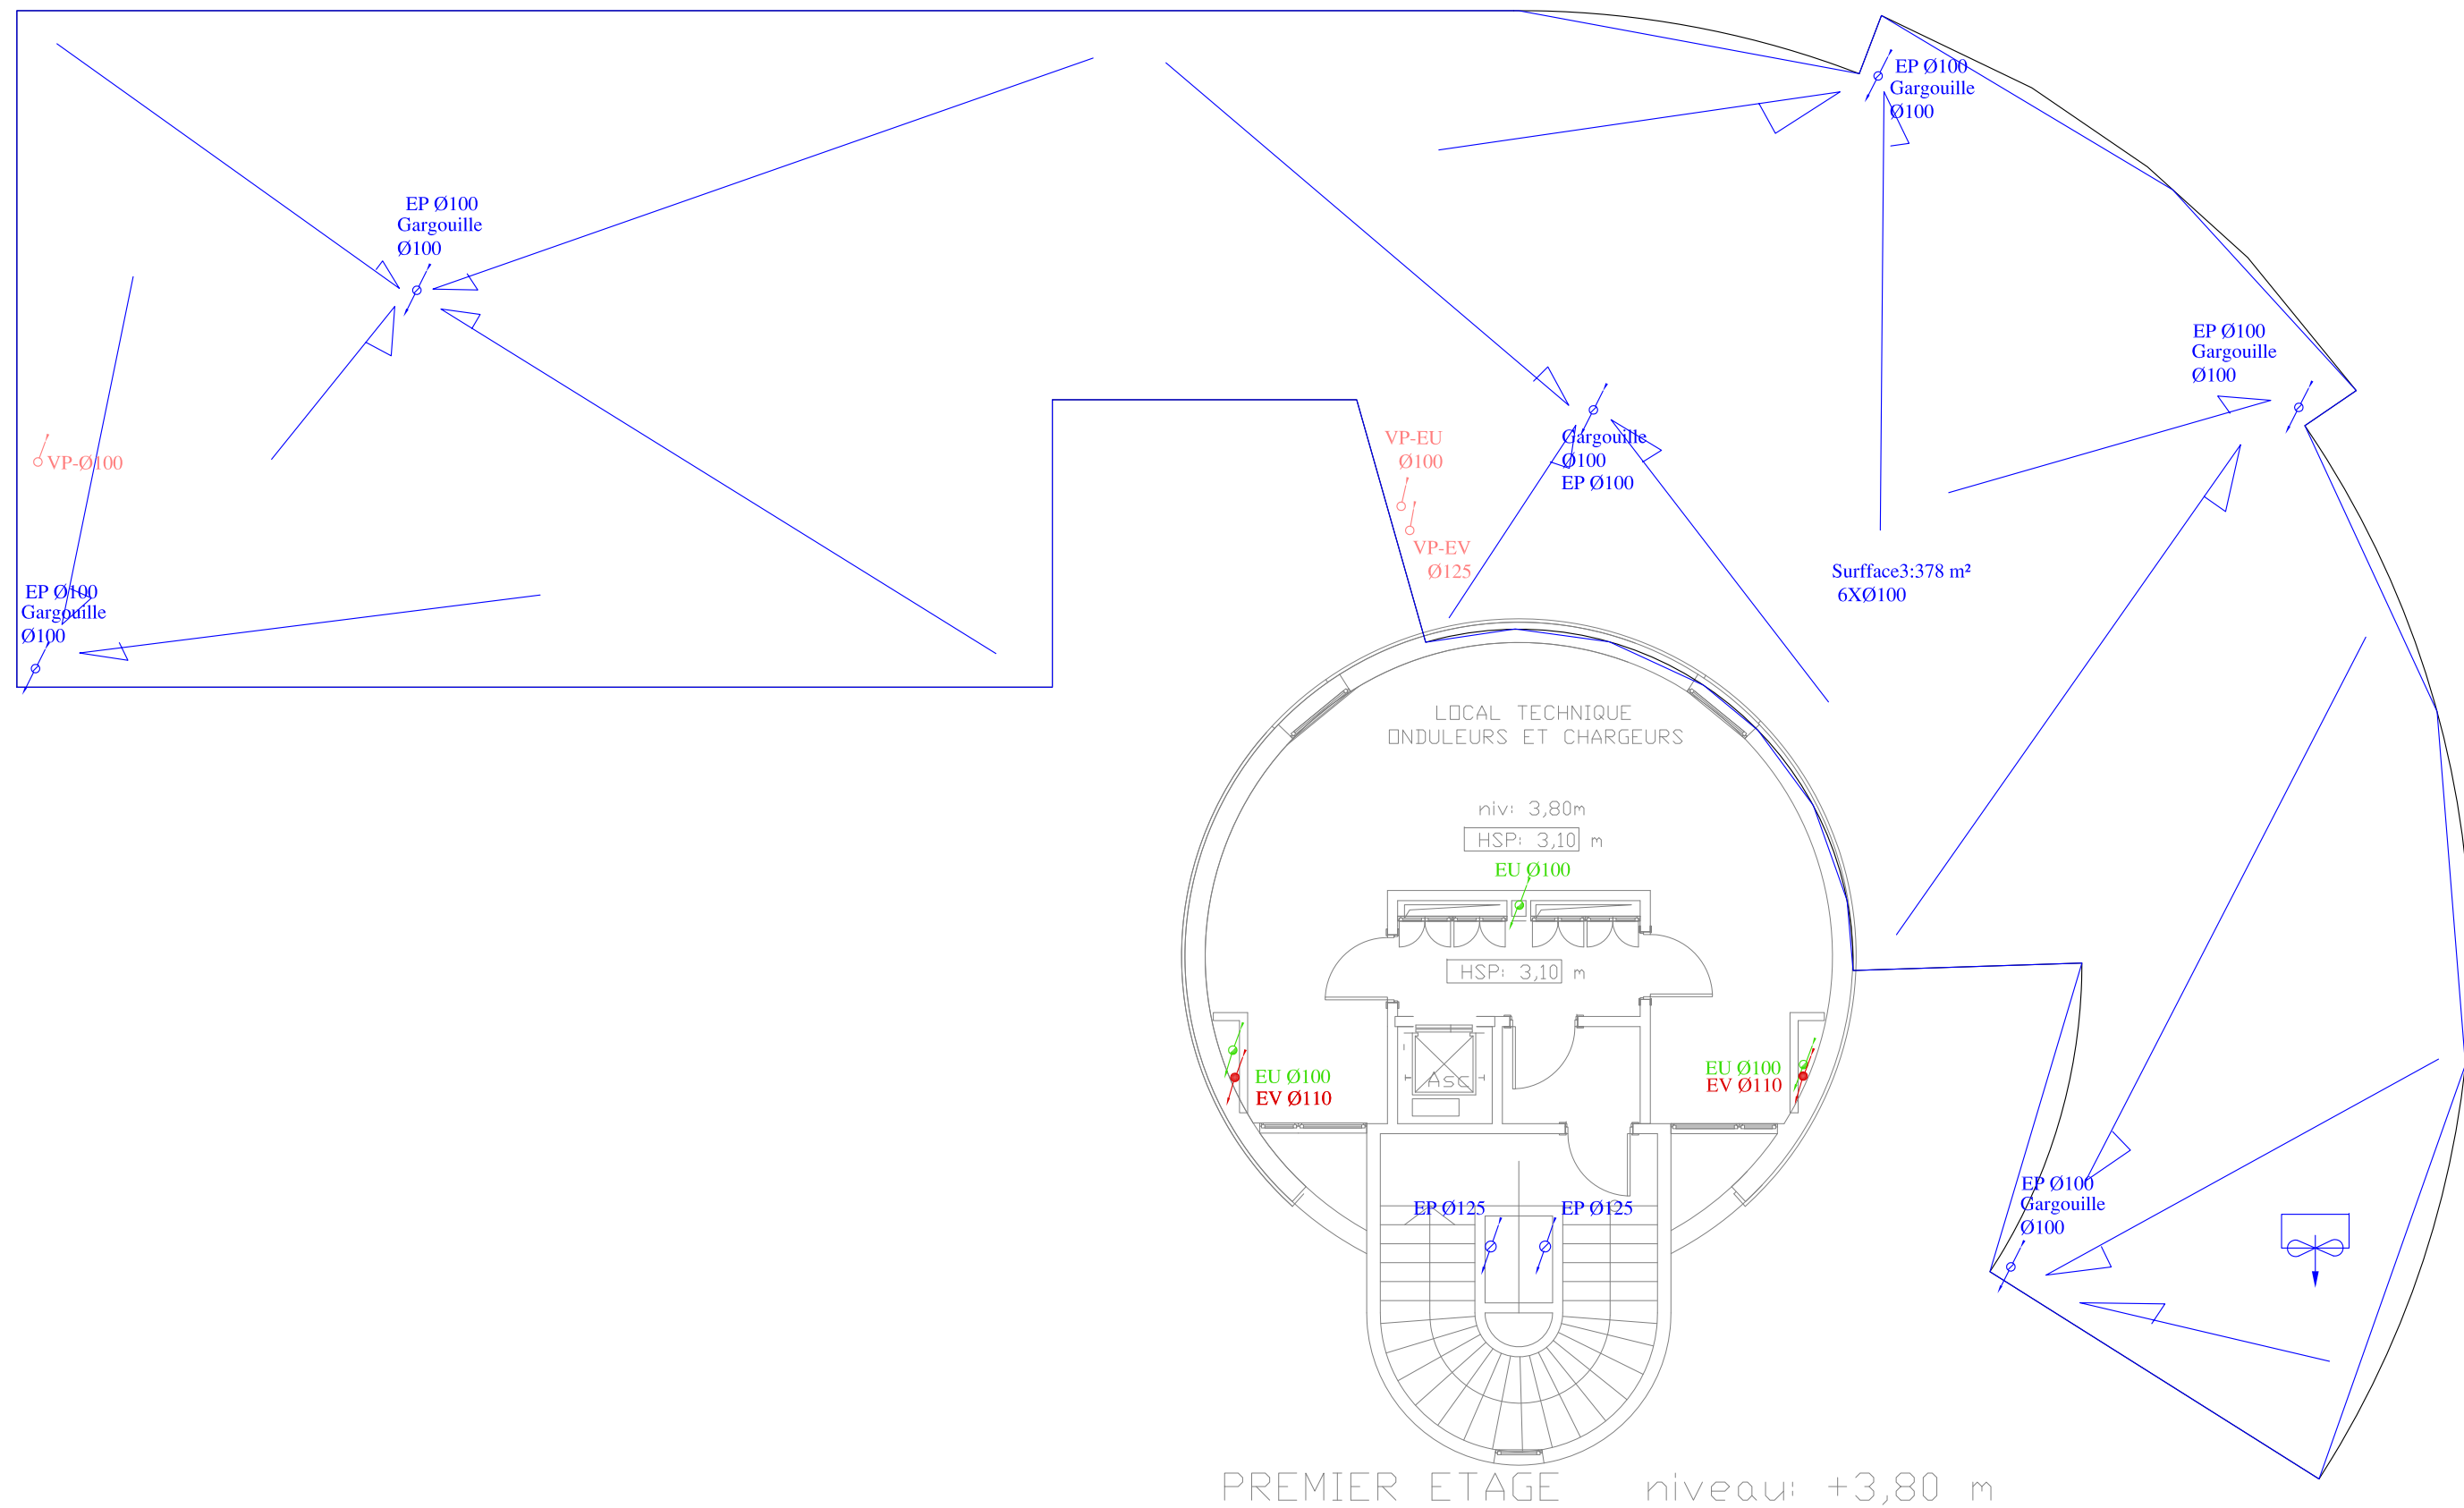 EP Ø100
Gargouille
Ø100
EP Ø100
Gargouille
Ø100
EP Ø100
Gargouille
Ø100
VP-Ø100
VP-EU
Ø100
Gargouille
Ø100
EP Ø100
VP-EV
Ø125
Surfface3:378 m²
6XØ100
EP Ø100
Gargouille
Ø100
LOCAL TECHNIQUE
ONDULEURS ET CHARGEURS
niv: 3,80m
HSP: 3,10 m
EU Ø100
HSP: 3,10 m
EU Ø100
EV Ø110
Asc
EU Ø100
EV Ø110
EP Ø125
EP Ø125
EP Ø100
Gargouille
Ø100
PREMIER ETAGE niveau: +3,80 m